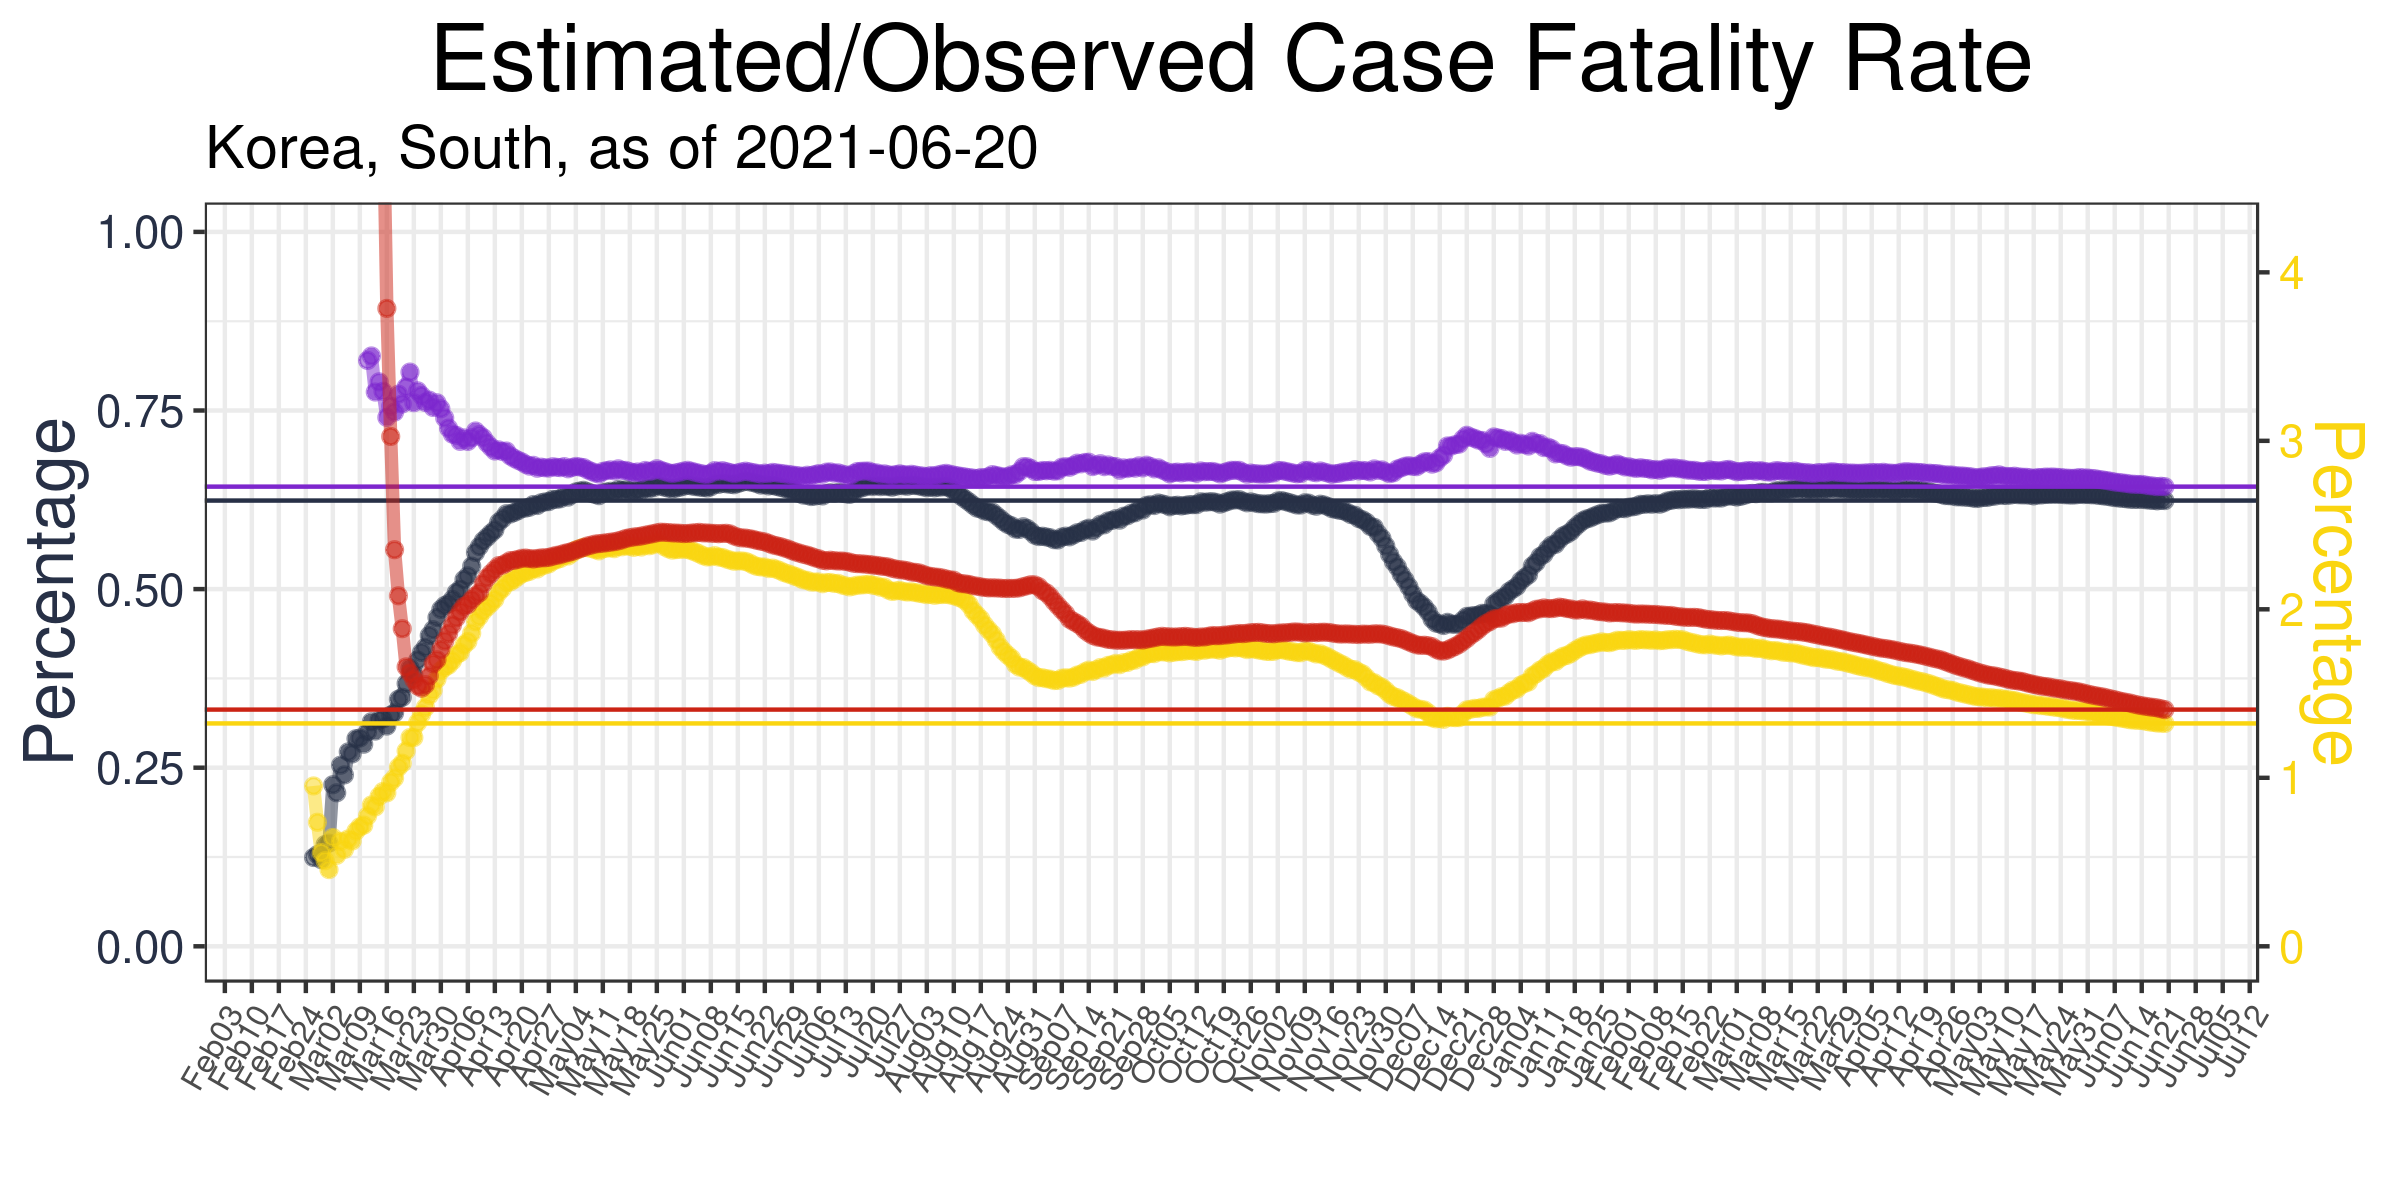 Estimated/Observed Case Fatality Rate
Korea, South, as of 2021-06-20
Percentage
1.00
0.75
0.50
0.25
0.00
4
3
2
1
0
Percentage
Feb03
Feb10
Feb17
Feb24
Mar02
Mar09
Mar16
Mar23
Mar30
Apr06
Apr13
Apr20
Apr27
May04
May11
May18
May25
Jun01
Jun08
Jun15
Jun22
Jun29
Jul06
Jul13
Jul20
Jul27
Aug03
Aug10
Aug17
Aug24
Aug31
Sep07
Sep14
Sep21
Sep28
Oct05
Oct12
Oct19
Oct26
Nov02
Nov09
Nov16
Nov23
Nov30
Dec07
Dec14
Dec21
Dec28
Jan04
Jan11
Jan18
Jan25
Feb01
Feb08
Feb15
Feb22
Mar01
Mar08
Mar15
Mar22
Mar29
Apr05
Apr12
Apr19
Apr26
May03
May10
May17
May24
May31
Jun07
Jun14
Jun21
Jun28
Jul05
Jul12